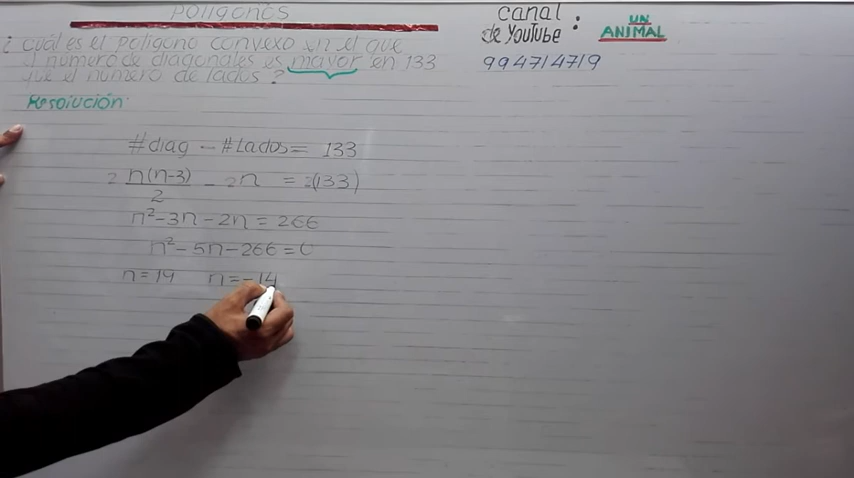 POLIGONOS
¿ cuál es el poligono convexo en el que
el número de diagonales es mayor en 133
que el número de lados ?
Resolución:
#diag - #Lados = 133
2 n(n-3)/2 - 2n = 2(133)
n²-3n-2n = 266
n²-5n-266 = 0
n = 19 n = -14
canal
de YouTube :
UN
ANIMAL
994714719